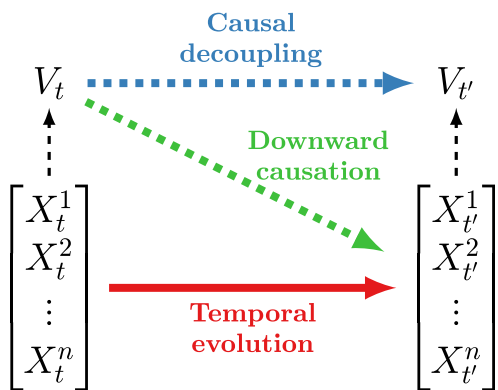 Causal
decoupling
V_t
V_{t'}
Downward
causation
X_t^1
X_t^2
⋮
X_t^n
X_{t'}^1
X_{t'}^2
⋮
X_{t'}^n
Temporal
evolution